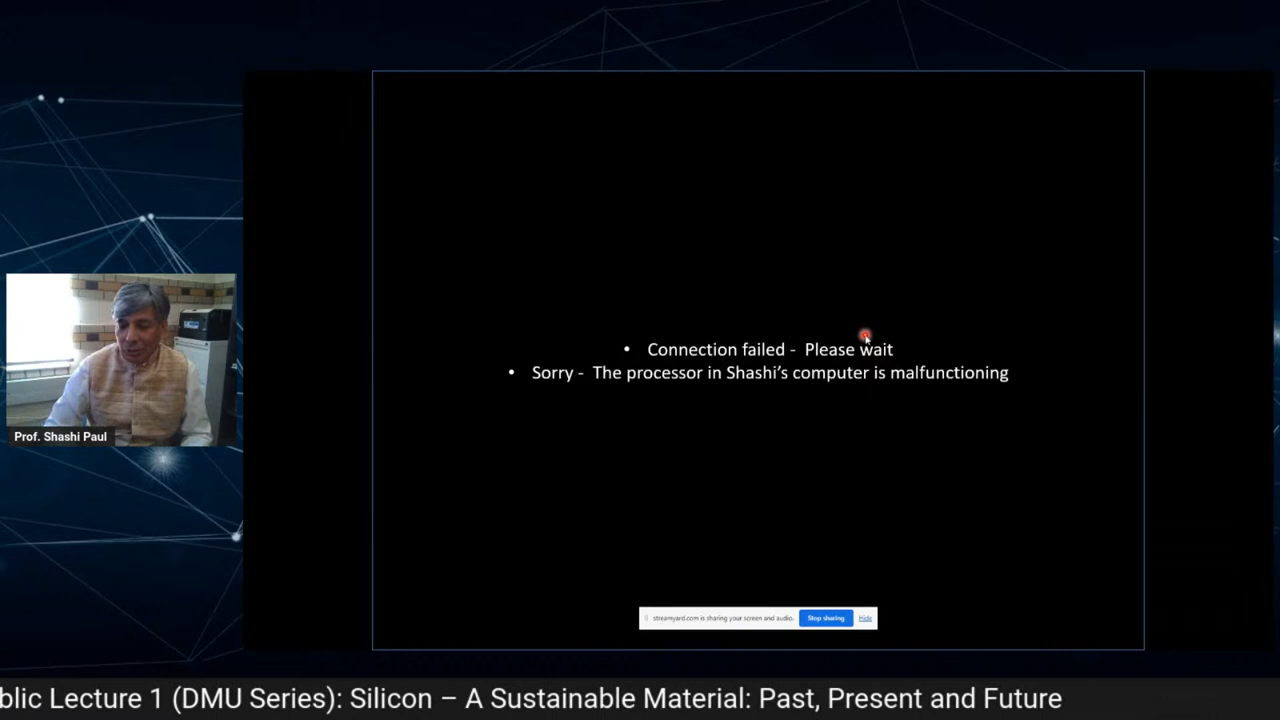 • Connection failed - Please wait
• Sorry - The processor in Shashi's computer is malfunctioning
Prof. Shashi Paul
streamyard.com is sharing your screen and audio.
Stop sharing
Hide
blic Lecture 1 (DMU Series): Silicon – A Sustainable Material: Past, Present and Future